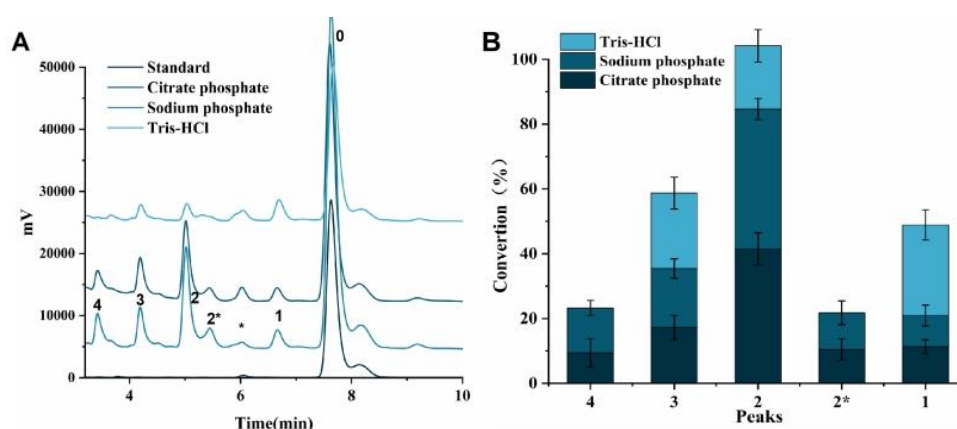 A
0
Standard
Citrate phosphate
Sodium phosphate
Tris-HCl
50000
40000
30000
20000
10000
0
mV
4
3
2
2*
*
1
4
6
8
10
Time(min)
B
Tris-HCl
Sodium phosphate
Citrate phosphate
100
80
60
40
20
0
Convertion (%)
4
3
2
2*
1
Peaks